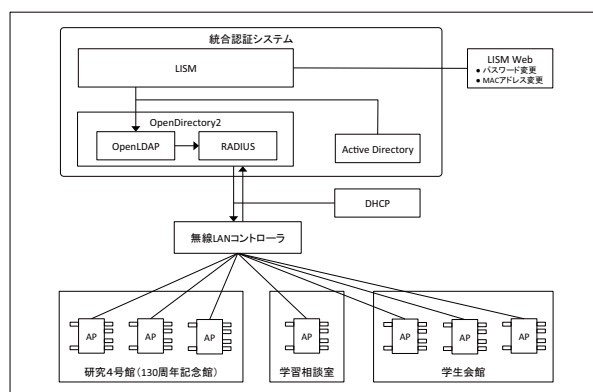 統合認証システム
LISM
LISM Web
● パスワード変更
● MACアドレス変更
OpenDirectory2
OpenLDAP
RADIUS
Active Directory
DHCP
無線LANコントローラ
AP
AP
AP
AP
AP
AP
AP
研究4号館(130周年記念館)
学習相談室
学生会館